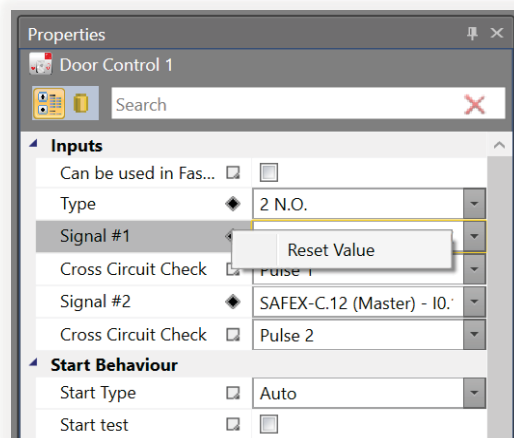 Properties
Door Control 1
Search
Inputs
Can be used in Fas...
Type 2 N.O.
Signal #1
Reset Value
Cross Circuit Check Pulse 1
Signal #2 SAFEX-C.12 (Master) - I0.
Cross Circuit Check Pulse 2
Start Behaviour
Start Type Auto
Start test